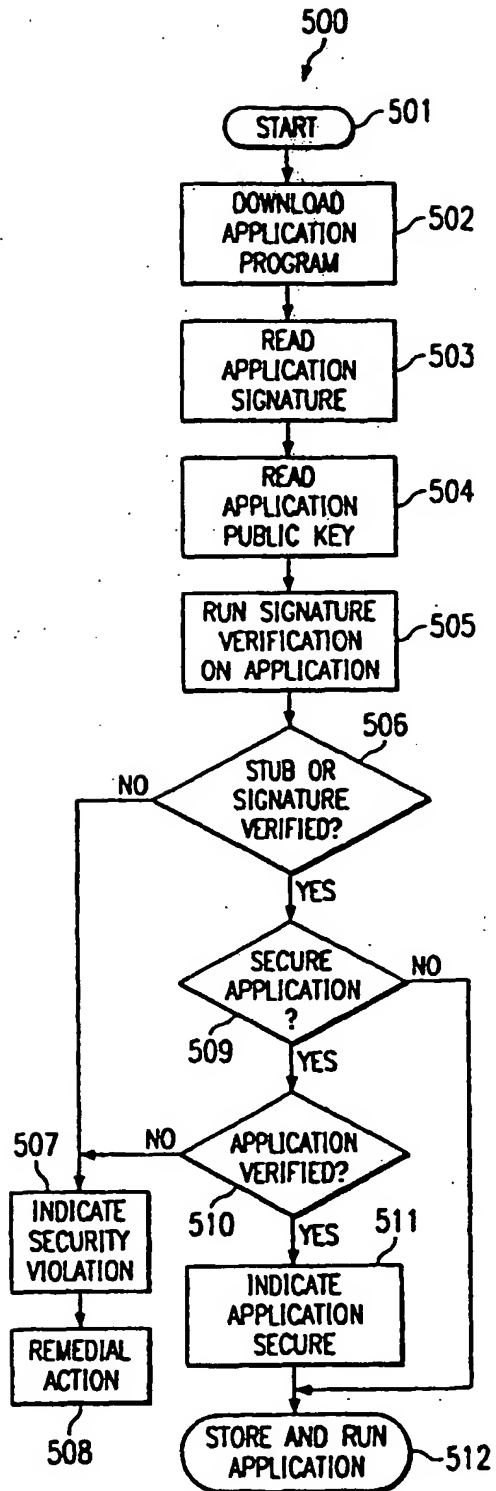 500
START
501
DOWNLOAD
APPLICATION
PROGRAM
502
READ
APPLICATION
SIGNATURE
503
READ
APPLICATION
PUBLIC KEY
504
RUN SIGNATURE
VERIFICATION
ON APPLICATION
505
506
STUB OR
SIGNATURE
VERIFIED?
NO
YES
SECURE
APPLICATION
?
509
NO
YES
APPLICATION
VERIFIED?
510
NO
YES
507
INDICATE
SECURITY
VIOLATION
511
INDICATE
APPLICATION
SECURE
REMEDIAL
ACTION
508
STORE AND RUN
APPLICATION
512